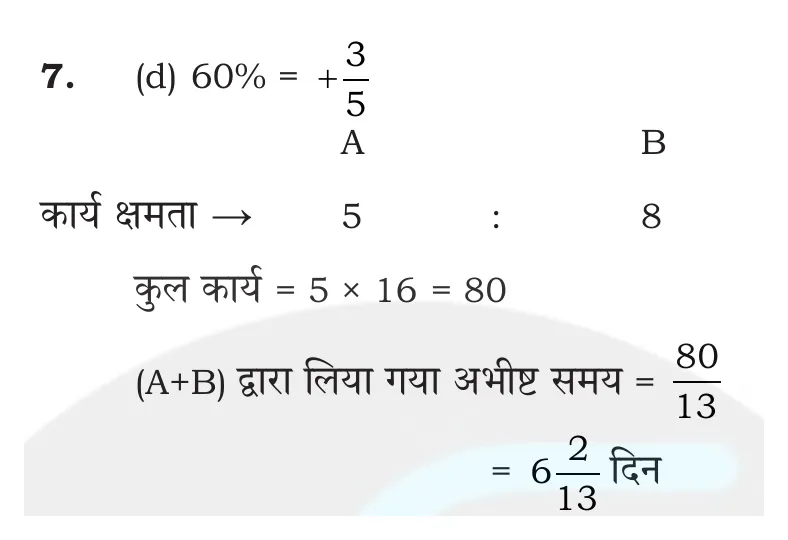 7. (d) 60% = +3/5
A B
कार्य क्षमता → 5 : 8
कुल कार्य = 5 × 16 = 80
(A+B) द्वारा लिया गया अभीष्ट समय = 80/13
= 6 2/13 दिन